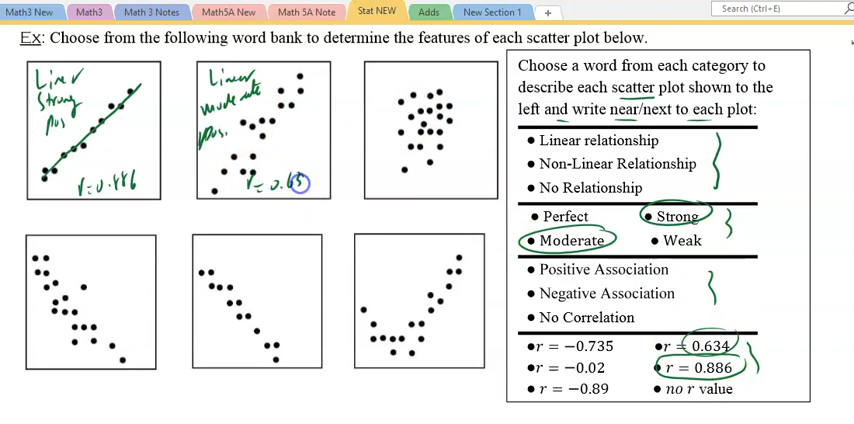 Math3 New Math3 Math 3 Notes Math5A New Math 5A Note Stat NEW Adds New Section 1 + Search (Ctrl+E)
Ex: Choose from the following word bank to determine the features of each scatter plot below.
Liner
Strong
pos
r=0.886
Linear
moderate
pos.
r=0.63
Choose a word from each category to
describe each scatter plot shown to the
left and write near/next to each plot:
● Linear relationship
● Non-Linear Relationship
● No Relationship
● Perfect ● Strong
● Moderate ● Weak
● Positive Association
● Negative Association
● No Correlation
●r = −0.735 ●r = 0.634
●r = −0.02 ● r = 0.886
●r = −0.89 ● no r value